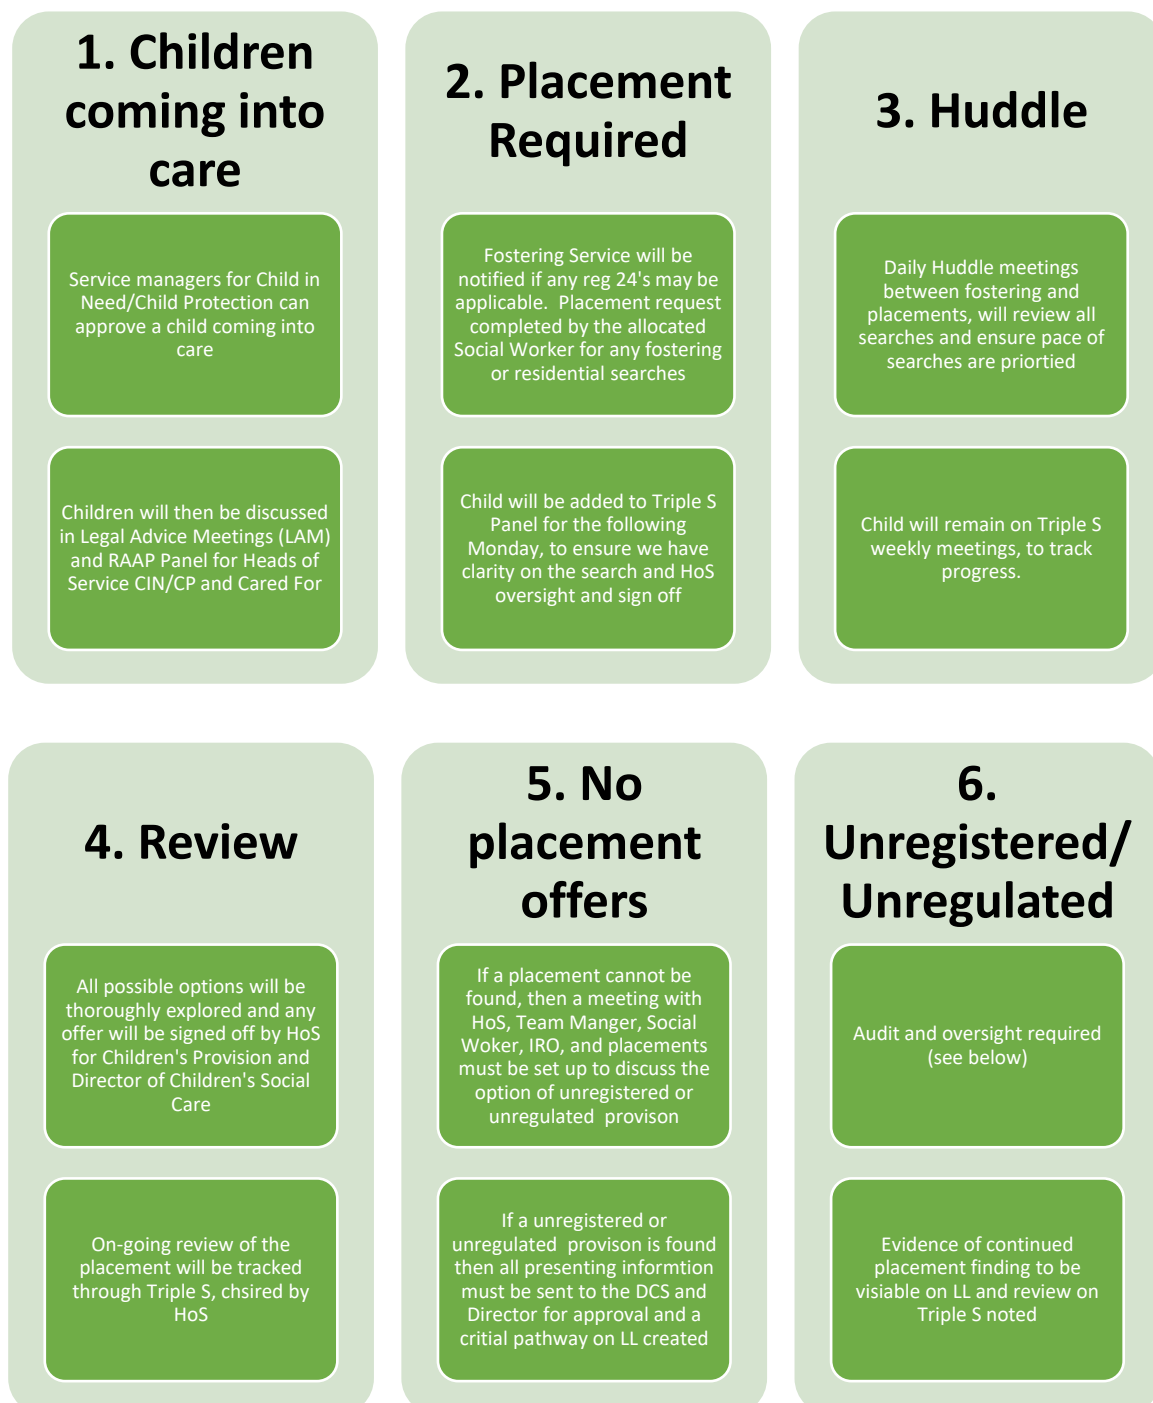 1. Children
coming into
care
Service managers for Child in
Need/Child Protection can
approve a child coming into
care
Children will then be discussed
in Legal Advice Meetings (LAM)
and RAAP Panel for Heads of
Service CIN/CP and Cared For
2. Placement
Required
Fostering Service will be
notified if any reg 24's may be
applicable. Placement request
completed by the allocated
Social Worker for any fostering
or residential searches
Child will be added to Triple S
Panel for the following
Monday, to ensure we have
clarity on the search and HoS
oversight and sign off
3. Huddle
Daily Huddle meetings
between fostering and
placements, will review all
searches and ensure pace of
searches are priortied
Child will remain on Triple S
weekly meetings, to track
progress.
4. Review
All possible options will be
thoroughly explored and any
offer will be signed off by HoS
for Children's Provision and
Director of Children's Social
Care
On-going review of the
placement will be tracked
through Triple S, chsired by
HoS
5. No
placement
offers
If a placement cannot be
found, then a meeting with
HoS, Team Manger, Social
Woker, IRO, and placements
must be set up to discuss the
option of unregistered or
unregulated provison
If a unregistered or
unregulated provison is found
then all presenting informtion
must be sent to the DCS and
Director for approval and a
critial pathway on LL created
6.
Unregistered/
Unregulated
Audit and oversight required
(see below)
Evidence of continued
placement finding to be
visiable on LL and review on
Triple S noted